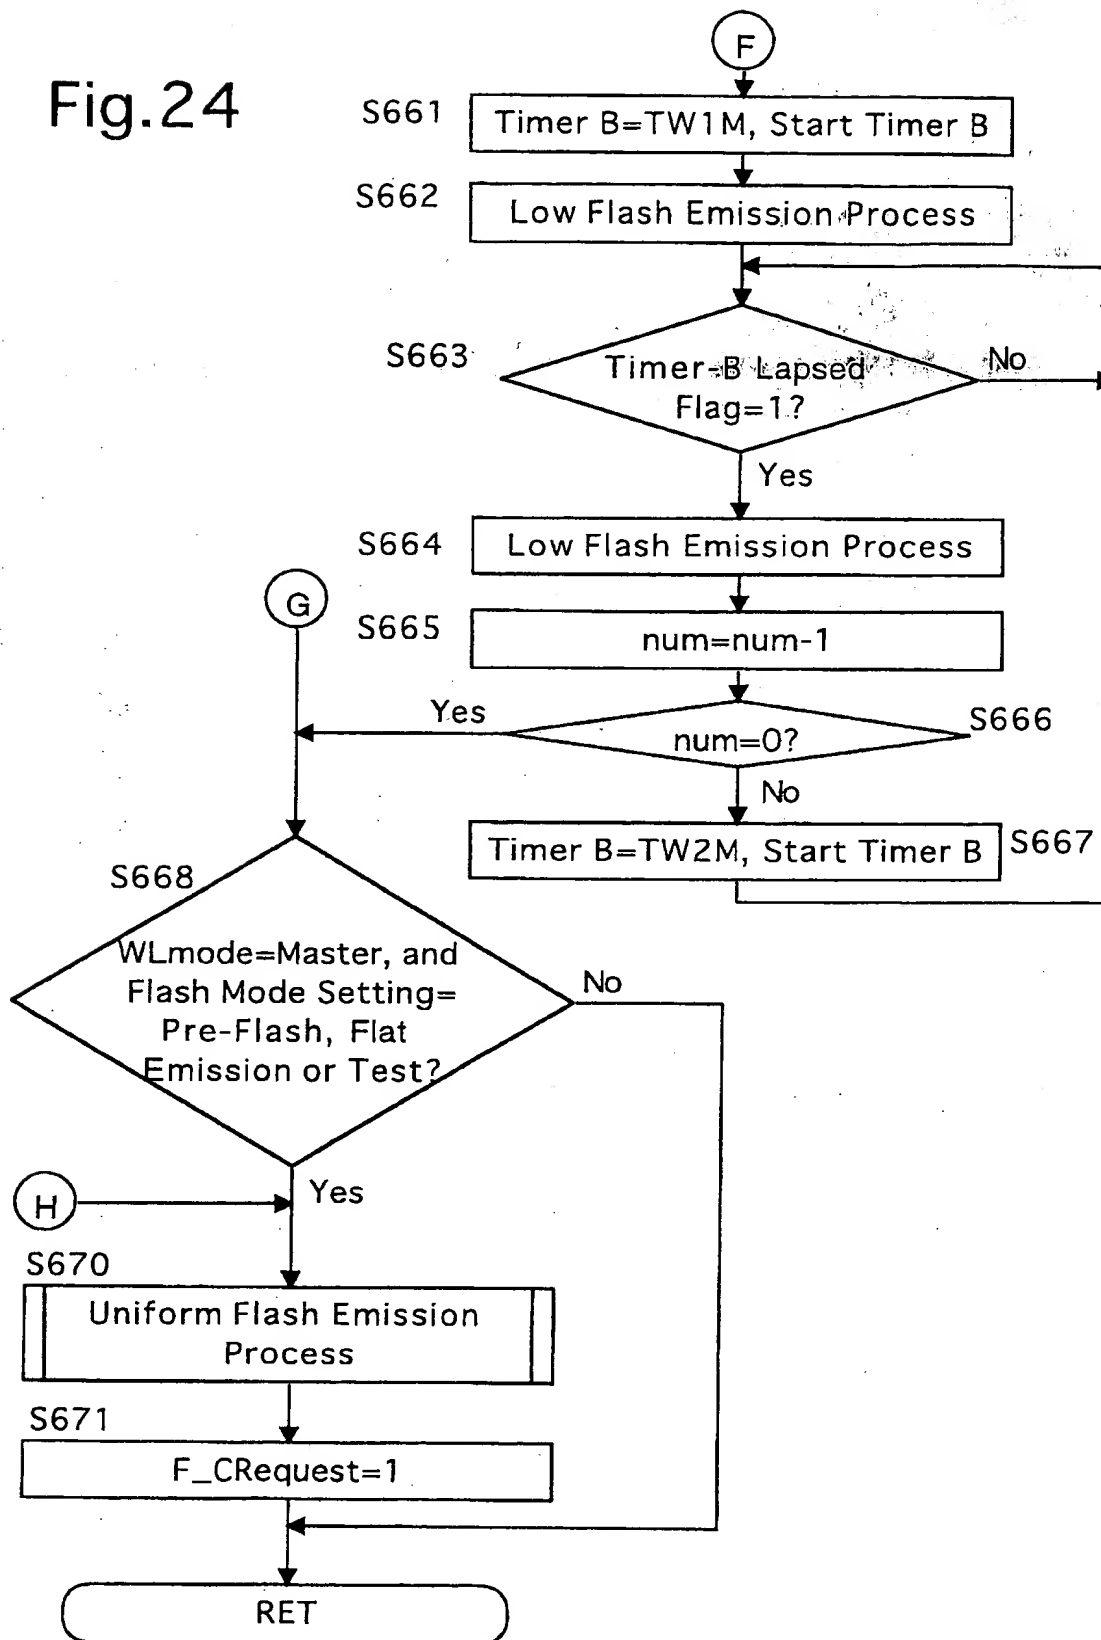 Fig.24
F
S661
Timer B=TW1M, Start Timer B
S662
Low Flash Emission Process
S663
Timer-B Lapsed
Flag=1?
No
Yes
S664
Low Flash Emission Process
G
S665
num=num-1
Yes
num=0?
S666
No
Timer B=TW2M, Start Timer B
S667
S668
WLmode=Master, and
Flash Mode Setting=
Pre-Flash, Flat
Emission or Test?
No
H
Yes
S670
Uniform Flash Emission
Process
S671
F_CRequest=1
RET